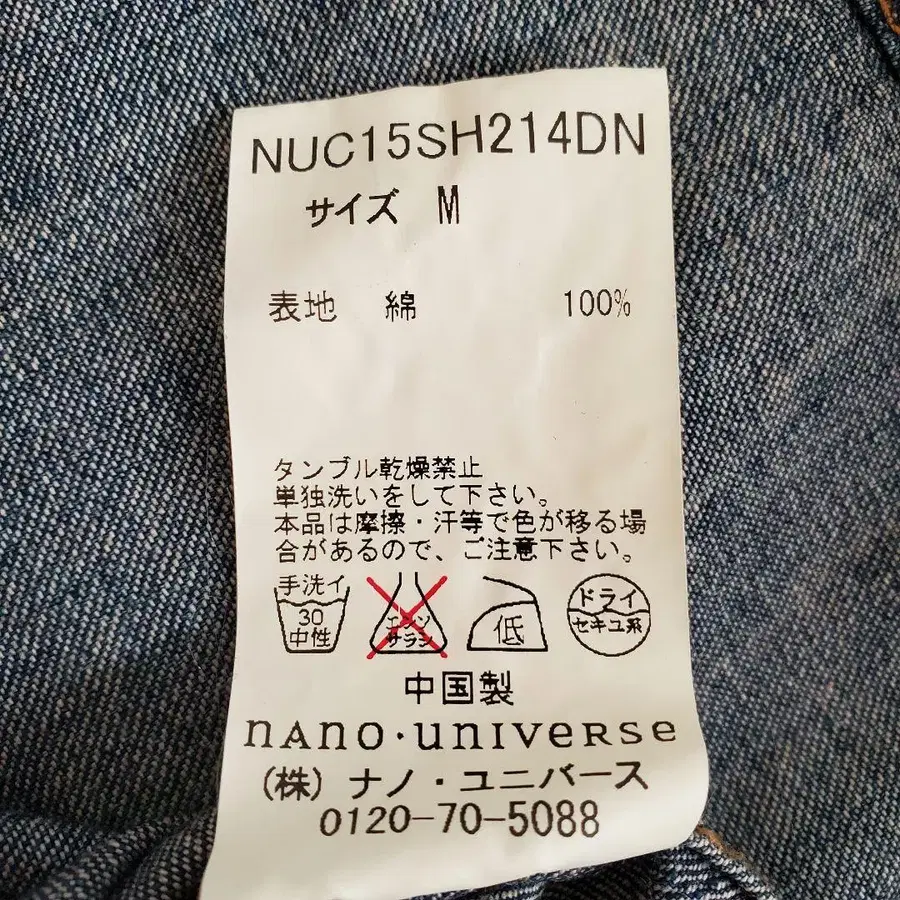 NUC15SH214DN
サイズ M
表地 綿 100%
タンブル乾燥禁止
単独洗いをして下さい。
本品は摩擦・汗等で色が移る場
合があるので、ご注意下さい。
手洗イ
30
中性
エンソ
サラシ
低
ドライ
セキユ系
中国製
nano・universe
(株)ナノ・ユニバース
0120-70-5088